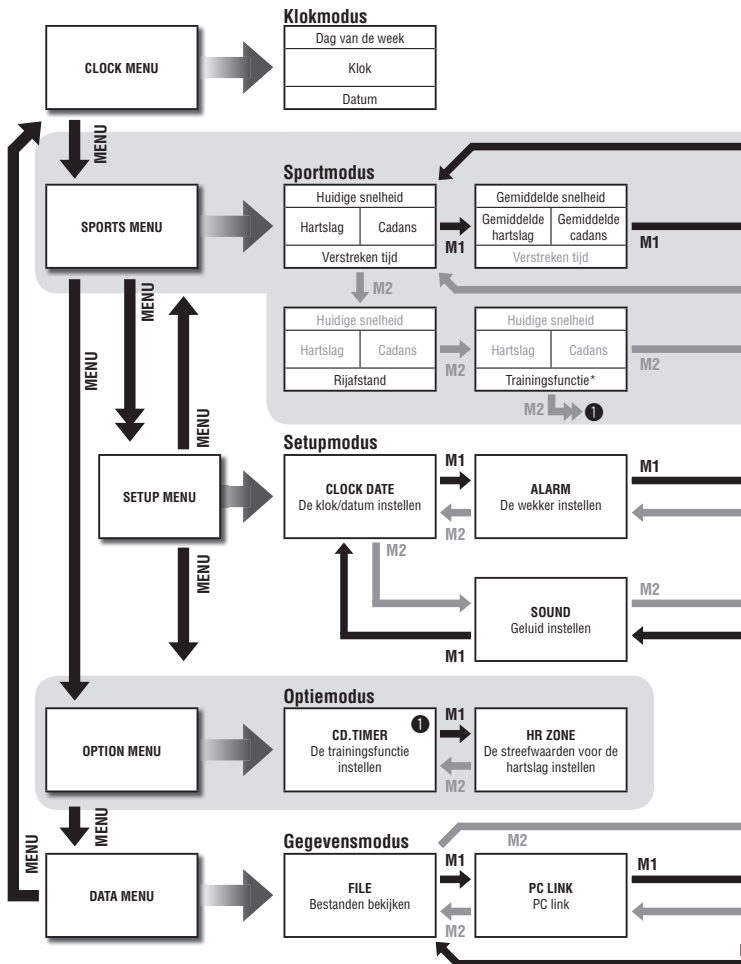 Klokmodus
Dag van de week
CLOCK MENU
Klok
Datum
MENU
Sportmodus
Huidige snelheid
Gemiddelde snelheid
SPORTS MENU
Hartslag
Cadans
M1
Gemiddelde
hartslag
Gemiddelde
cadans
M1
Verstreken tijd
Verstreken tijd
MENU
MENU
MENU
M2
Huidige snelheid
Huidige snelheid
Hartslag
Cadans
M2
Hartslag
Cadans
M2
Rijafstand
Trainingsfunctie*
M2
❶
Setupmodus
SETUP MENU
CLOCK DATE
De klok/datum instellen
M1
M2
ALARM
De wekker instellen
M1
M2
MENU
SOUND
Geluid instellen
M2
M1
Optiemodus
OPTION MENU
CD.TIMER
❶
De trainingsfunctie
instellen
M1
M2
HR ZONE
De streefwaarden voor de
hartslag instellen
MENU
MENU
Gegevensmodus
M2
DATA MENU
FILE
Bestanden bekijken
M1
M2
PC LINK
PC link
M1